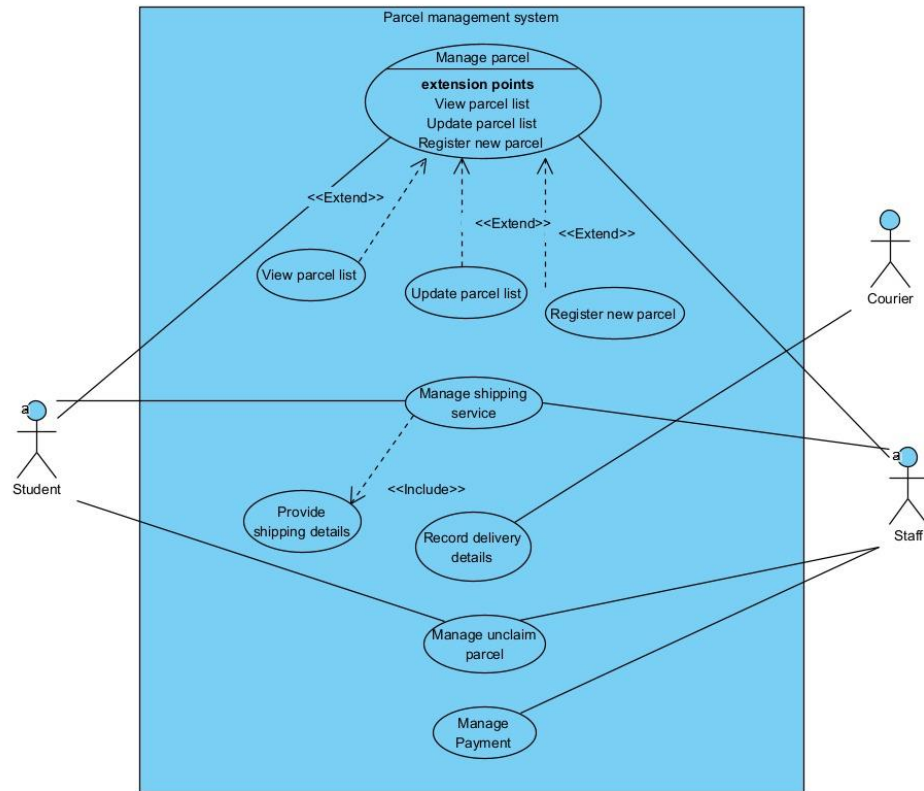 Parcel management system
Manage parcel
extension points
View parcel list
Update parcel list
Register new parcel
<<Extend>>
<<Extend>>
<<Extend>>
View parcel list
Update parcel list
Register new parcel
Courier
Manage shipping
service
a
Student
a
Staff
<<Include>>
Provide
shipping details
Record delivery
details
Manage unclaim
parcel
Manage
Payment